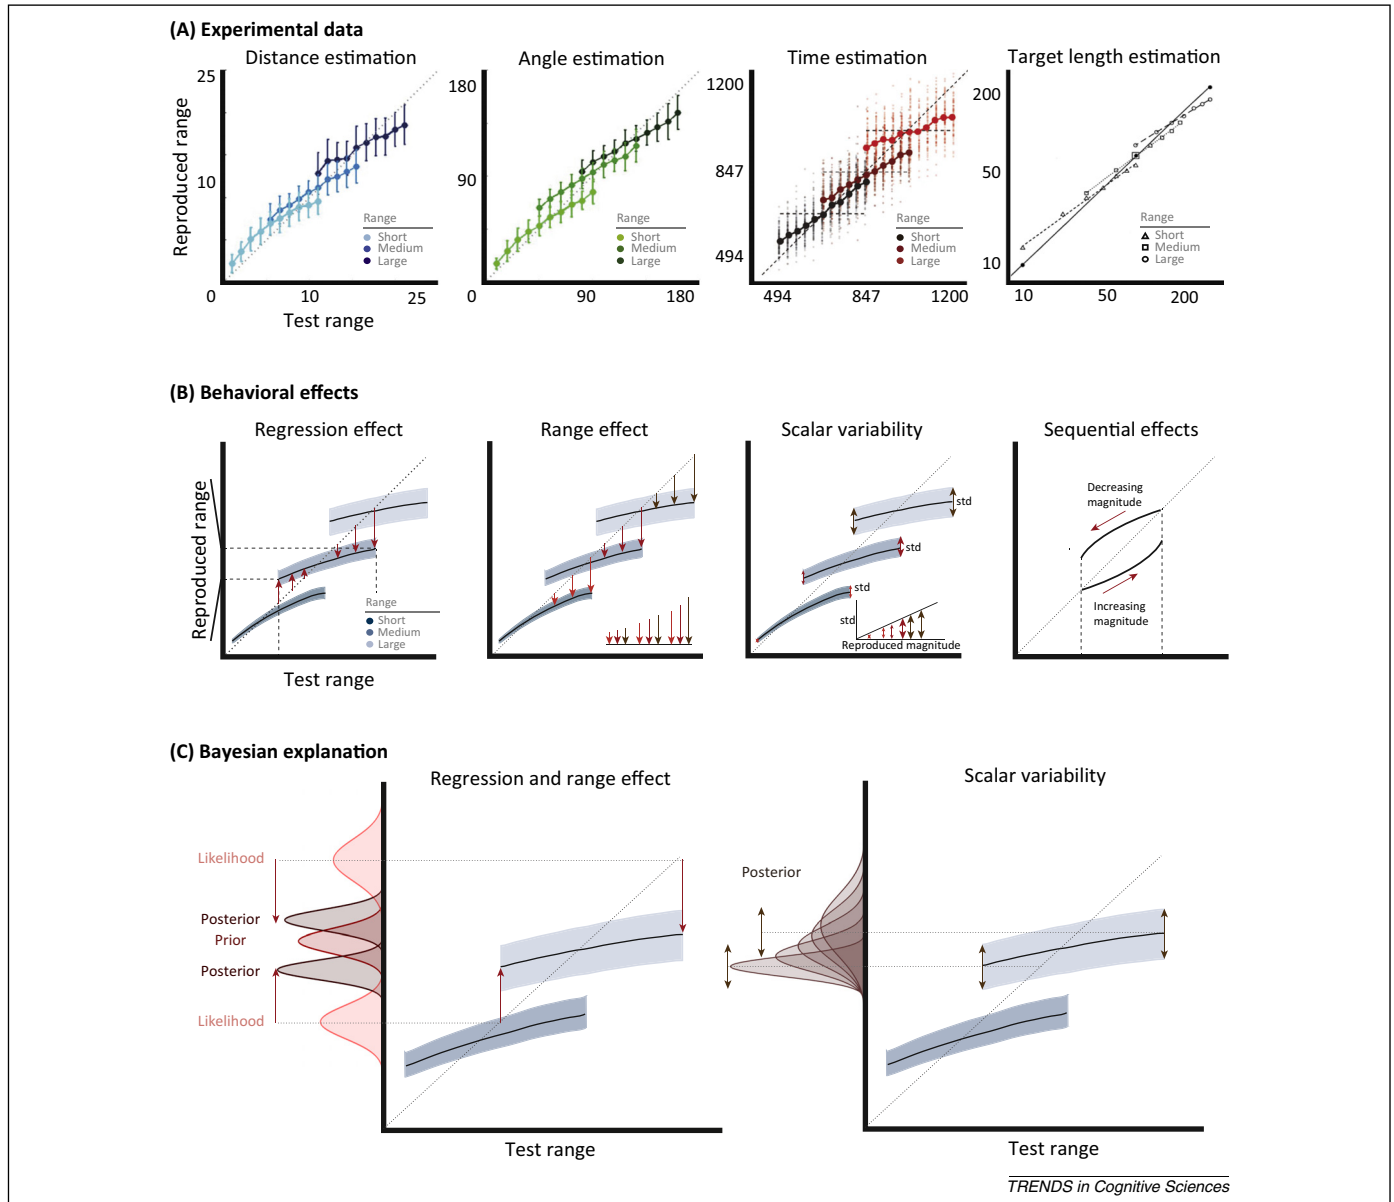 (A) Experimental data
Distance estimation
Reproduced range
25
10
0
10
25
Test range
Range
Short
Medium
Large
Angle estimation
180
90
0
90
180
Range
Short
Medium
Large
Time estimation
1200
847
494
494
847
1200
Range
Short
Medium
Large
Target length estimation
200
50
10
10
50
200
Range
Short
Medium
Large
(B) Behavioral effects
Regression effect
Reproduced range
Range
Short
Medium
Large
Test range
Range effect
Scalar variability
std
std
std
std
Reproduced magnitude
Sequential effects
Decreasing
magnitude
Increasing
magnitude
(C) Bayesian explanation
Regression and range effect
Likelihood
Posterior
Prior
Posterior
Likelihood
Test range
Scalar variability
Posterior
Test range
TRENDS in Cognitive Sciences